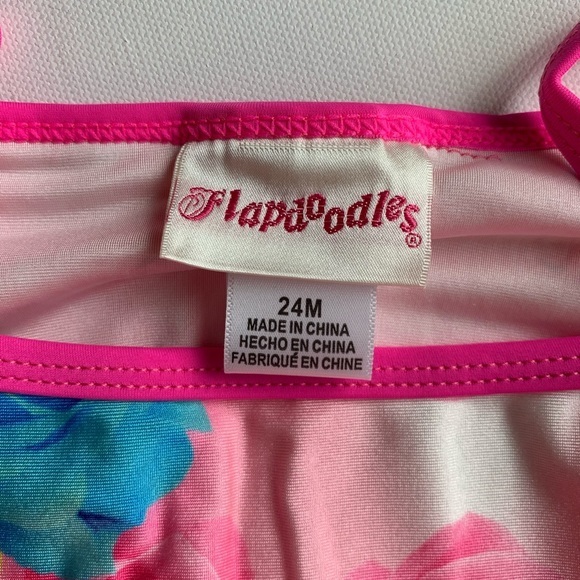 Flapdoodles®
24M
MADE IN CHINA
HECHO EN CHINA
FABRIQUÉ EN CHINE